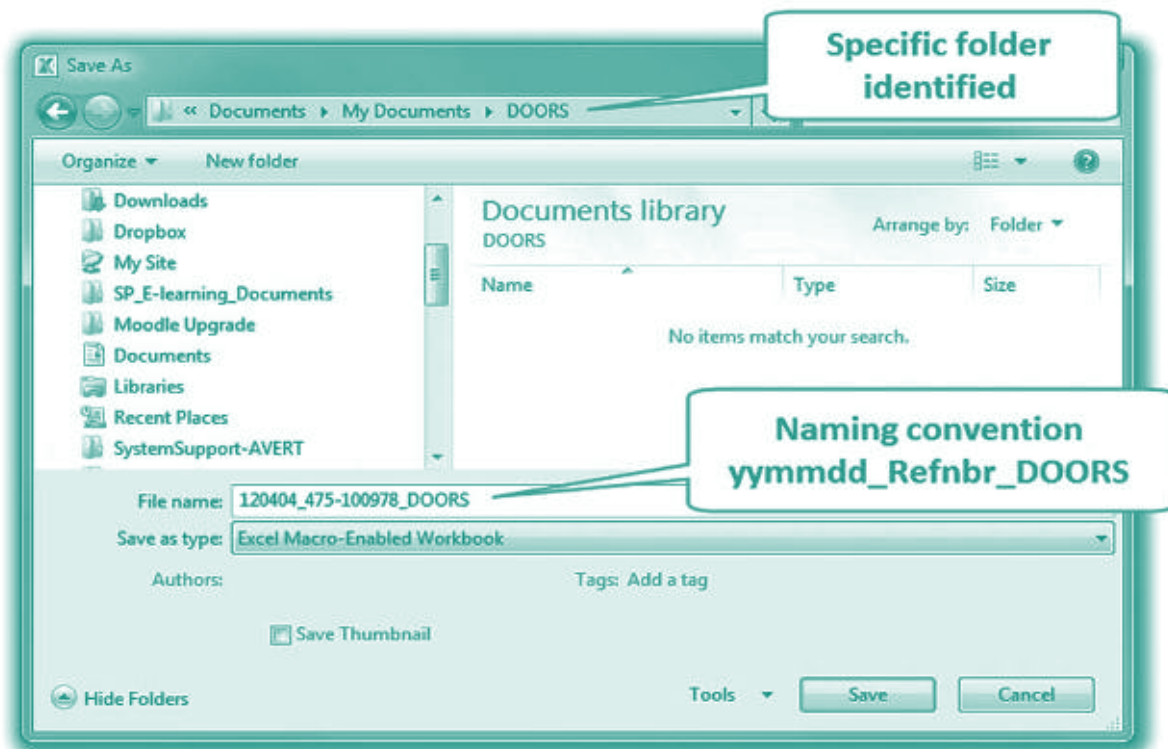 Specific folder
identified
Save As
« Documents ▸ My Documents ▸ DOORS
Organize New folder
Downloads
Dropbox
My Site
SP_E-learning_Documents
Moodle Upgrade
Documents
Libraries
Recent Places
SystemSupport-AVERT
Documents library
DOORS
Arrange by: Folder
Name Type Size
No items match your search.
Naming convention
yymmdd_Refnbr_DOORS
File name: 120404_475-100978_DOORS
Save as type: Excel Macro-Enabled Workbook
Authors: Tags: Add a tag
Save Thumbnail
Hide Folders Tools Save Cancel